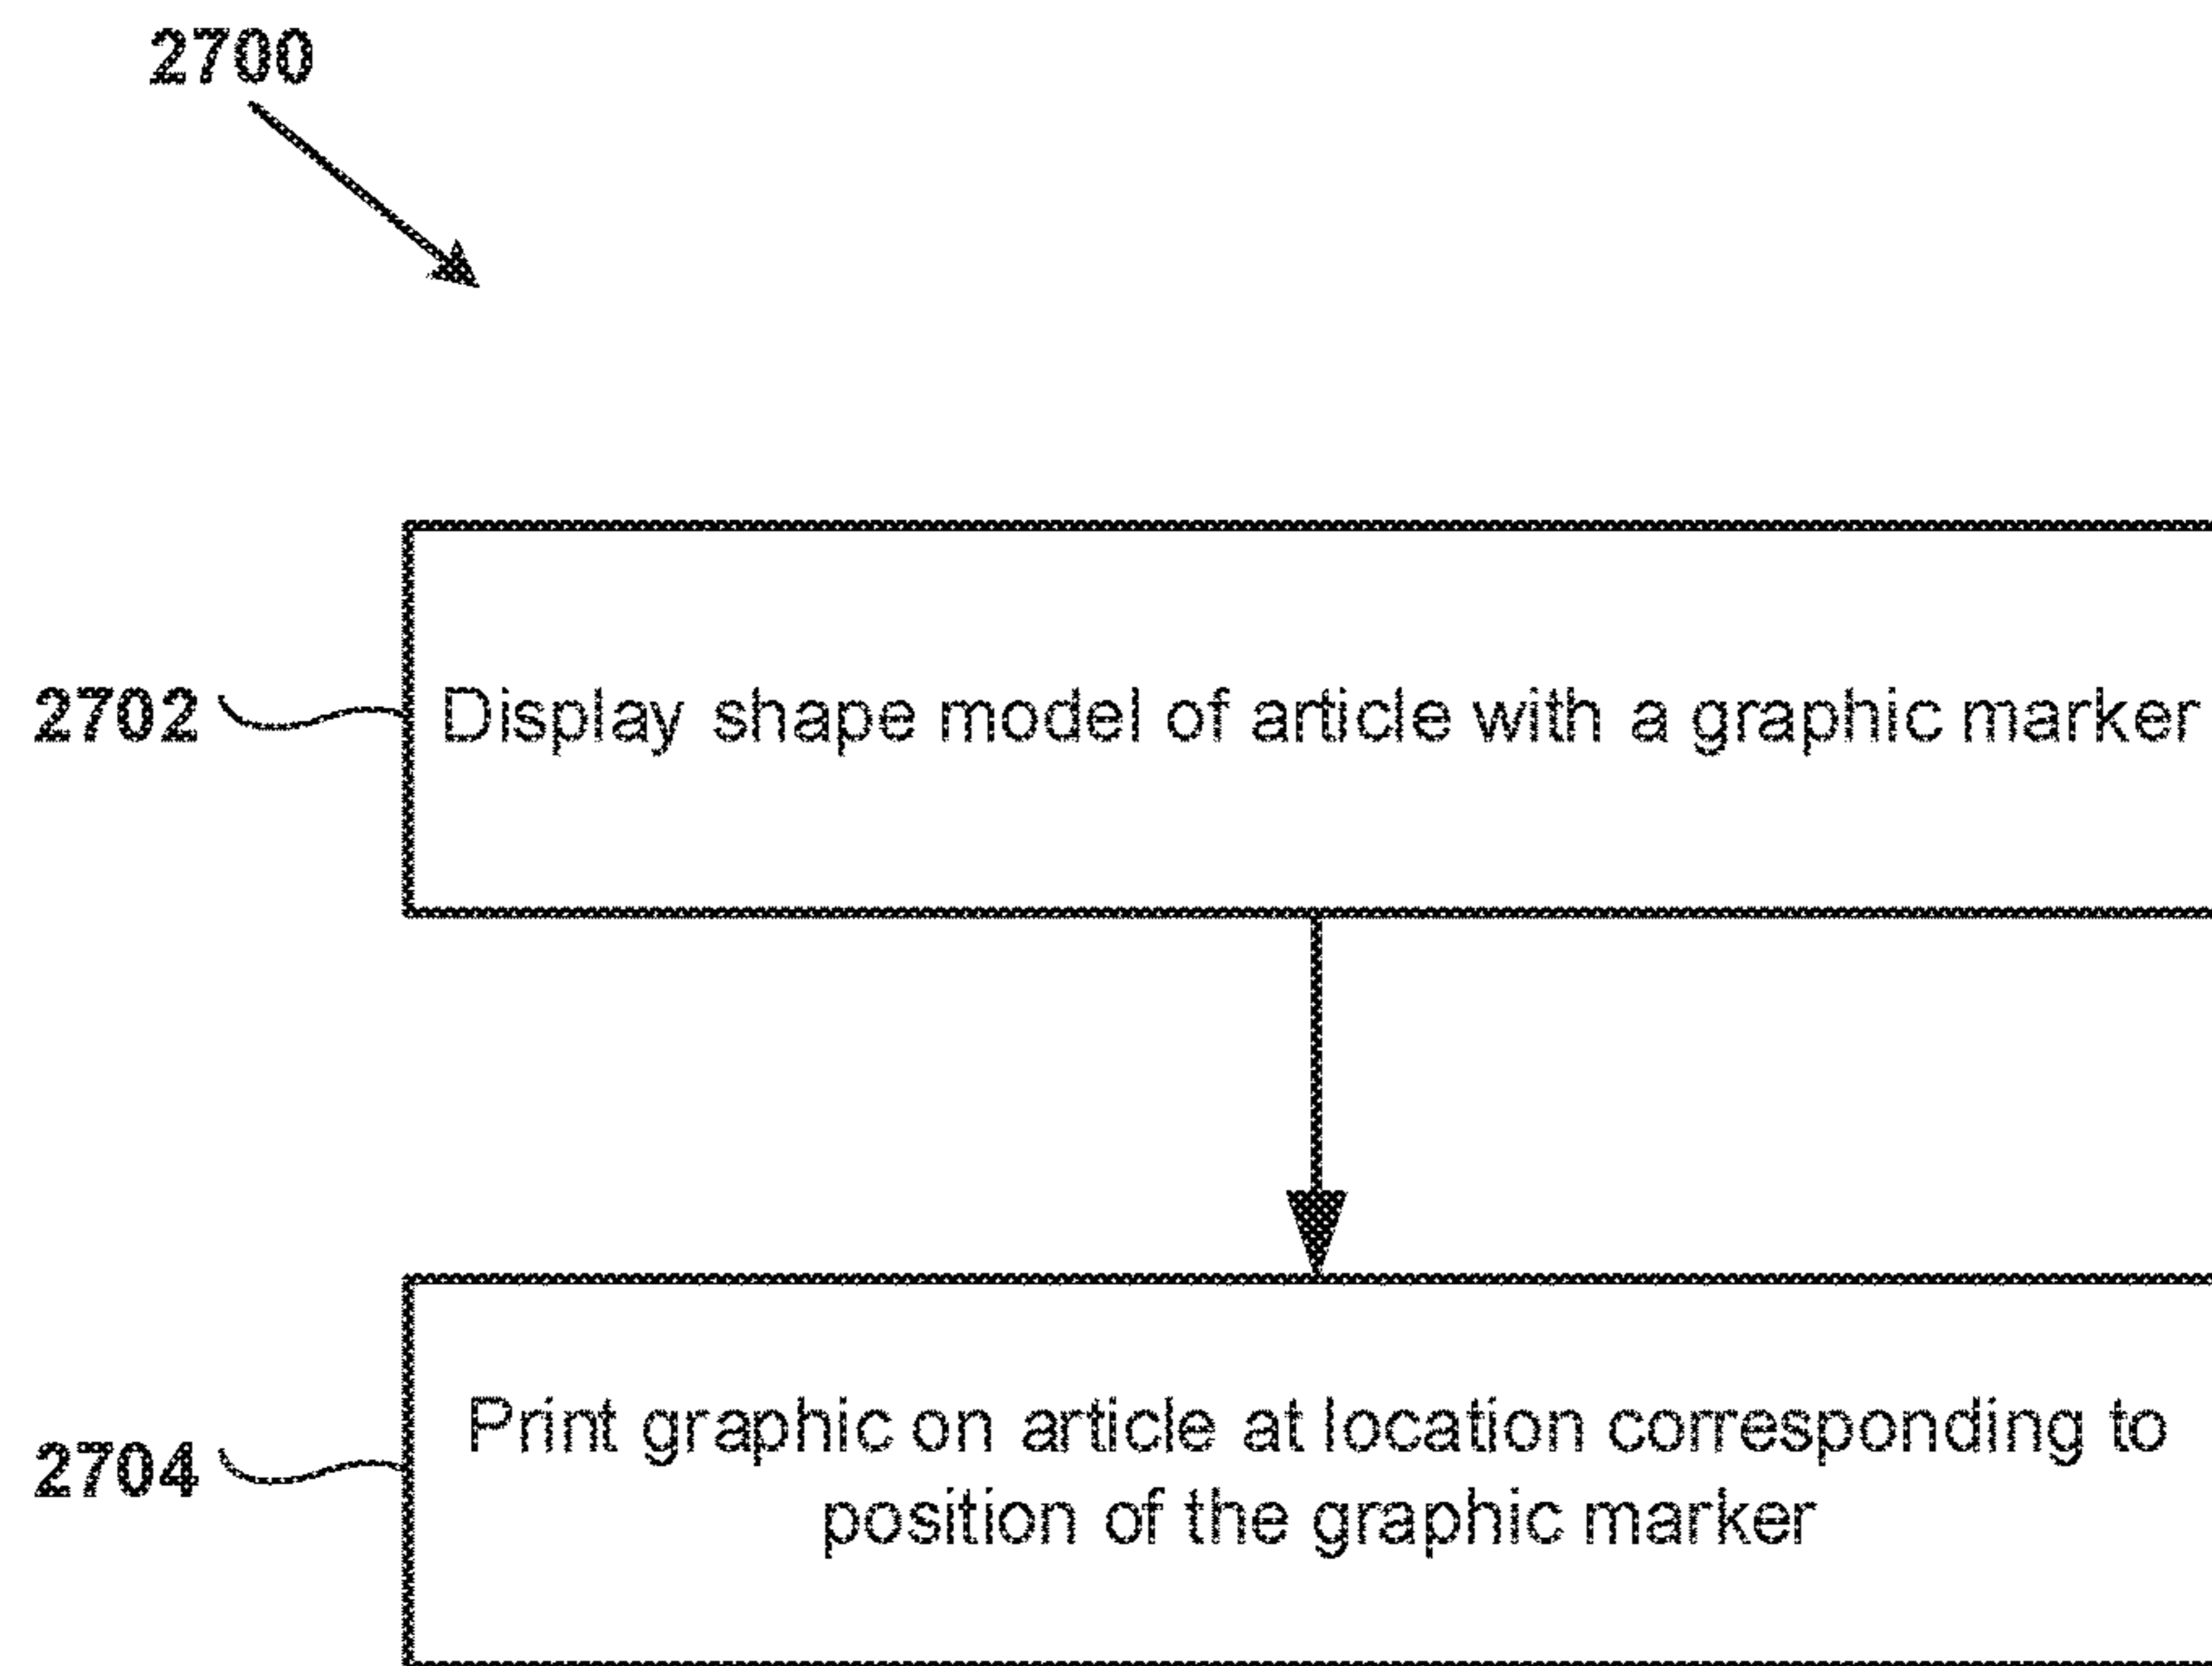 2700
2702
Display shape model of article with a graphic marker
2704
Print graphic on article at location corresponding to
position of the graphic marker